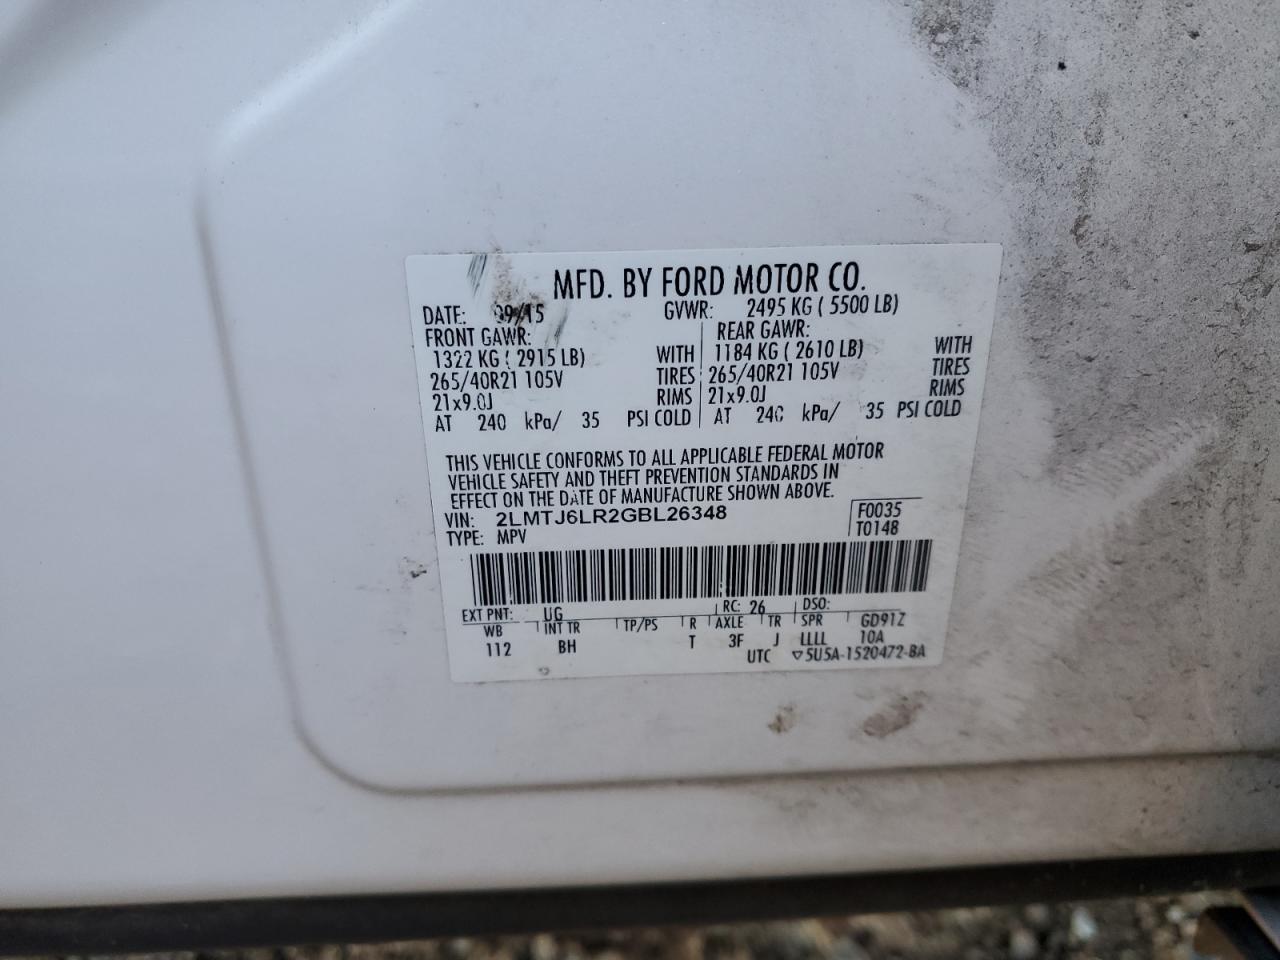 MFD. BY FORD MOTOR CO.
DATE: 09/15 GVWR: 2495 KG ( 5500 LB)
FRONT GAWR: REAR GAWR:
1322 KG ( 2915 LB) WITH 1184 KG ( 2610 LB) WITH
265/40R21 105V TIRES 265/40R21 105V TIRES
21x9.0J RIMS 21x9.0J RIMS
AT 240 kPa/ 35 PSI COLD AT 240 kPa/ 35 PSI COLD
THIS VEHICLE CONFORMS TO ALL APPLICABLE FEDERAL MOTOR
VEHICLE SAFETY AND THEFT PREVENTION STANDARDS IN
EFFECT ON THE DATE OF MANUFACTURE SHOWN ABOVE.
VIN: 2LMTJ6LR2GBL26348 F0035
TYPE: MPV T0148
EXT PNT: UG RC: 26 DSO:
WB INT TR TP/PS R AXLE TR SPR GD91Z
112 BH T 3F J LLLL 10A
UTC ▽5U5A-1520472-BA